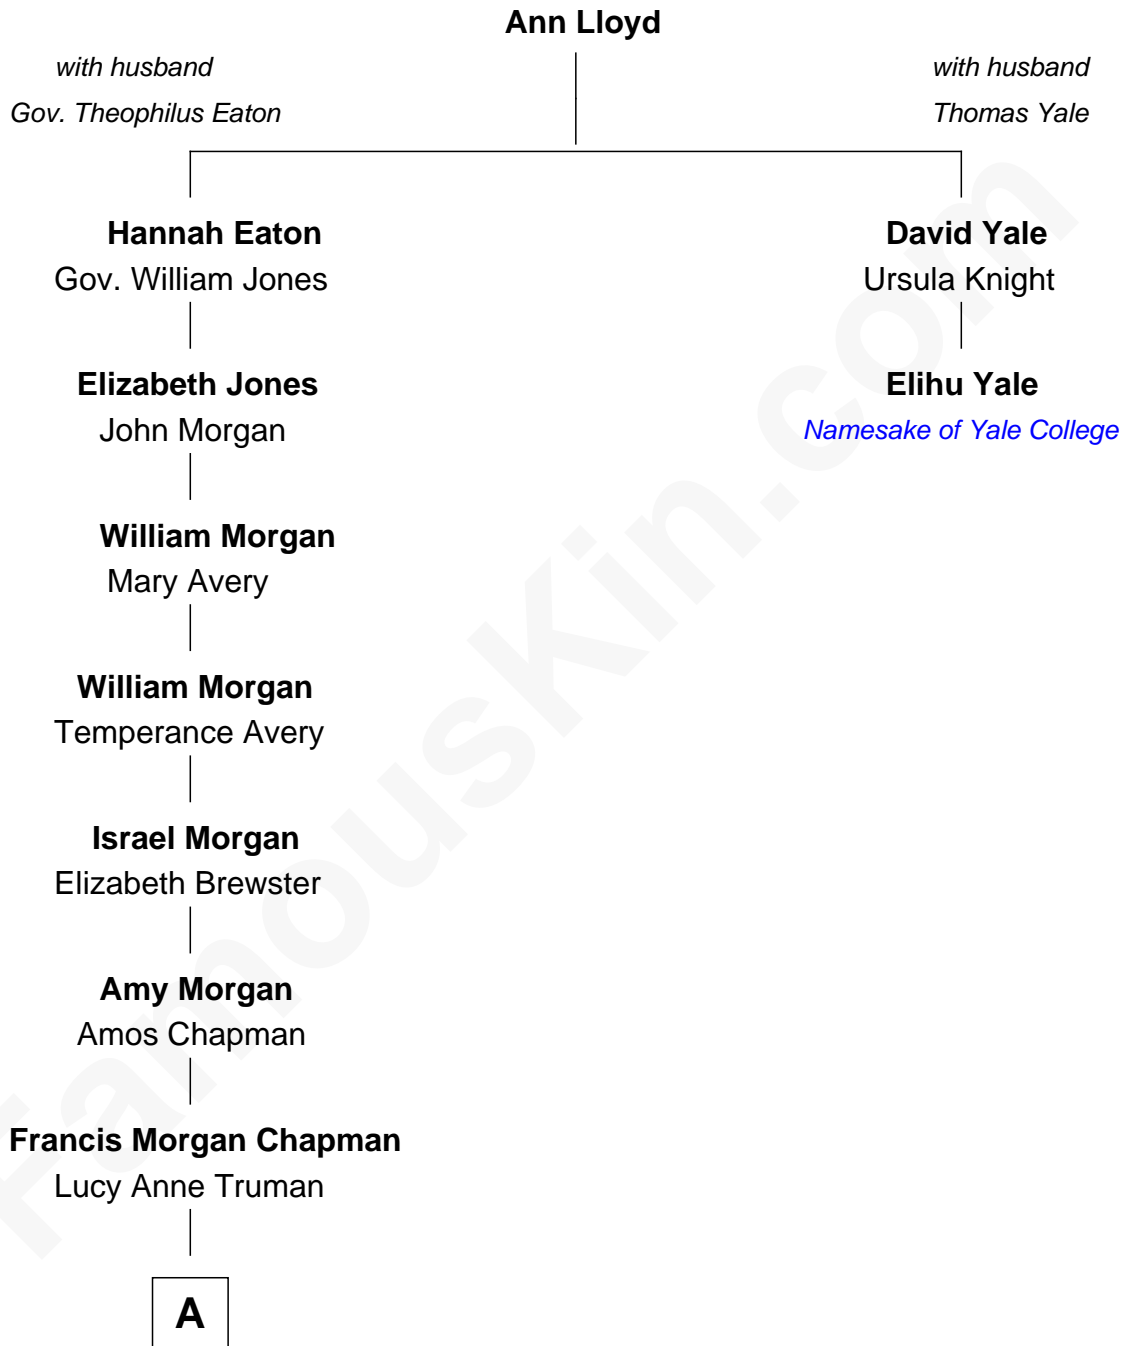 Ann Lloyd
with husband
Gov. Theophilus Eaton
with husband
Thomas Yale
Hannah Eaton
Gov. William Jones
David Yale
Ursula Knight
Elizabeth Jones
John Morgan
Elihu Yale
Namesake of Yale College
William Morgan
Mary Avery
William Morgan
Temperance Avery
Israel Morgan
Elizabeth Brewster
Amy Morgan
Amos Chapman
Francis Morgan Chapman
Lucy Anne Truman
A
FamousKin.com